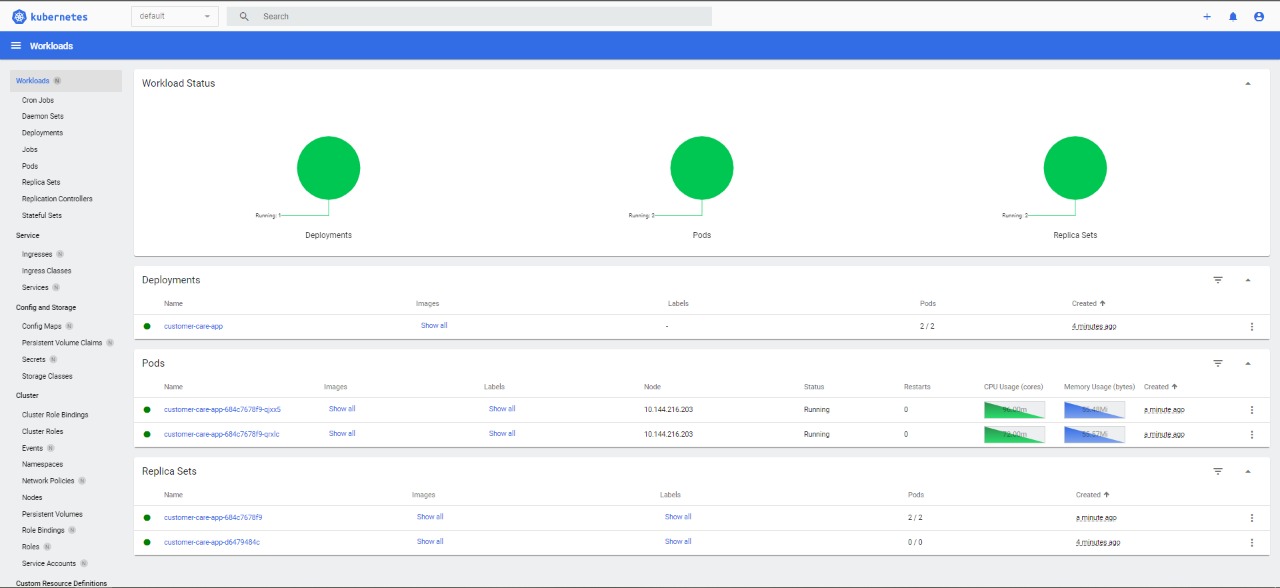 kubernetes
default
Search
Workloads
Workloads N
Cron Jobs
Daemon Sets
Deployments
Jobs
Pods
Replica Sets
Replication Controllers
Stateful Sets
Service
Ingresses N
Ingress Classes
Services N
Config and Storage
Config Maps N
Persistent Volume Claims N
Secrets N
Storage Classes
Cluster
Cluster Role Bindings
Cluster Roles
Events N
Namespaces
Network Policies N
Nodes
Persistent Volumes
Role Bindings N
Roles N
Service Accounts N
Custom Resource Definitions
Workload Status
Running: 1
Deployments
Running: 2
Pods
Running: 2
Replica Sets
Deployments
Name Images Labels Pods Created
customer-care-app Show all - 2 / 2 4 minutes ago
Pods
Name Images Labels Node Status Restarts CPU Usage (cores) Memory Usage (bytes) Created
customer-care-app-684c7678f9-qjxx5 Show all Show all 10.144.216.203 Running 0 a minute ago
customer-care-app-684c7678f9-qrxlc Show all Show all 10.144.216.203 Running 0 a minute ago
Replica Sets
Name Images Labels Pods Created
customer-care-app-684c7678f9 Show all Show all 2 / 2 a minute ago
customer-care-app-d6479484c Show all Show all 0 / 0 4 minutes ago